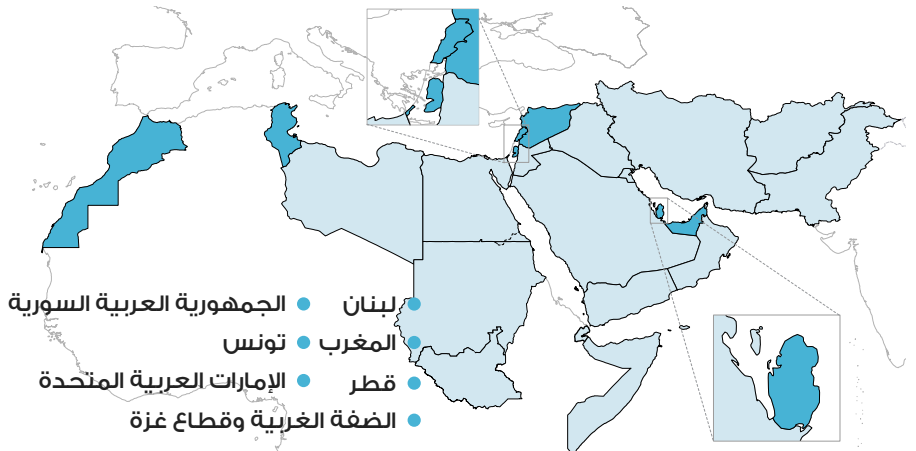 لبنان
الجمهورية العربية السورية
المغرب
تونس
قطر
الإمارات العربية المتحدة
الضفة الغربية وقطاع غزة